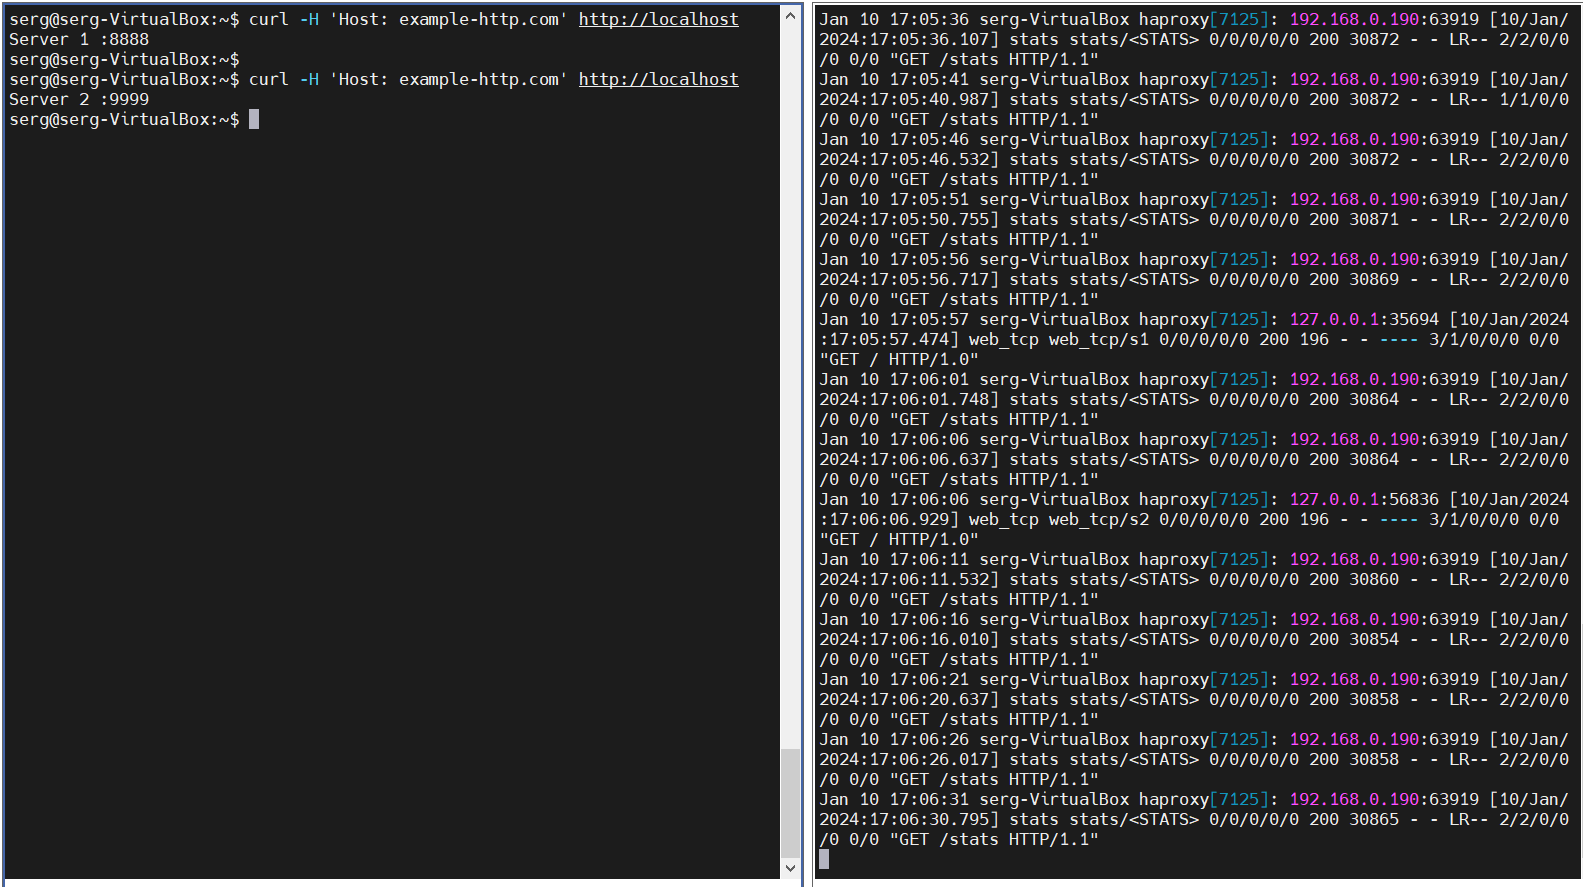 serg@serg-VirtualBox:~$ curl -H 'Host: example-http.com' http://localhost
Server 1 :8888
serg@serg-VirtualBox:~$
serg@serg-VirtualBox:~$ curl -H 'Host: example-http.com' http://localhost
Server 2 :9999
serg@serg-VirtualBox:~$
Jan 10 17:05:36 serg-VirtualBox haproxy[7125]: 192.168.0.190:63919 [10/Jan/
2024:17:05:36.107] stats stats/<STATS> 0/0/0/0/0 200 30872 - - LR-- 2/2/0/0
/0 0/0 "GET /stats HTTP/1.1"
Jan 10 17:05:41 serg-VirtualBox haproxy[7125]: 192.168.0.190:63919 [10/Jan/
2024:17:05:40.987] stats stats/<STATS> 0/0/0/0/0 200 30872 - - LR-- 1/1/0/0
/0 0/0 "GET /stats HTTP/1.1"
Jan 10 17:05:46 serg-VirtualBox haproxy[7125]: 192.168.0.190:63919 [10/Jan/
2024:17:05:46.532] stats stats/<STATS> 0/0/0/0/0 200 30872 - - LR-- 2/2/0/0
/0 0/0 "GET /stats HTTP/1.1"
Jan 10 17:05:51 serg-VirtualBox haproxy[7125]: 192.168.0.190:63919 [10/Jan/
2024:17:05:50.755] stats stats/<STATS> 0/0/0/0/0 200 30871 - - LR-- 2/2/0/0
/0 0/0 "GET /stats HTTP/1.1"
Jan 10 17:05:56 serg-VirtualBox haproxy[7125]: 192.168.0.190:63919 [10/Jan/
2024:17:05:56.717] stats stats/<STATS> 0/0/0/0/0 200 30869 - - LR-- 2/2/0/0
/0 0/0 "GET /stats HTTP/1.1"
Jan 10 17:05:57 serg-VirtualBox haproxy[7125]: 127.0.0.1:35694 [10/Jan/2024
:17:05:57.474] web_tcp web_tcp/s1 0/0/0/0/0 200 196 - - ---- 3/1/0/0/0 0/0
"GET / HTTP/1.0"
Jan 10 17:06:01 serg-VirtualBox haproxy[7125]: 192.168.0.190:63919 [10/Jan/
2024:17:06:01.748] stats stats/<STATS> 0/0/0/0/0 200 30864 - - LR-- 2/2/0/0
/0 0/0 "GET /stats HTTP/1.1"
Jan 10 17:06:06 serg-VirtualBox haproxy[7125]: 192.168.0.190:63919 [10/Jan/
2024:17:06:06.637] stats stats/<STATS> 0/0/0/0/0 200 30864 - - LR-- 2/2/0/0
/0 0/0 "GET /stats HTTP/1.1"
Jan 10 17:06:06 serg-VirtualBox haproxy[7125]: 127.0.0.1:56836 [10/Jan/2024
:17:06:06.929] web_tcp web_tcp/s2 0/0/0/0/0 200 196 - - ---- 3/1/0/0/0 0/0
"GET / HTTP/1.0"
Jan 10 17:06:11 serg-VirtualBox haproxy[7125]: 192.168.0.190:63919 [10/Jan/
2024:17:06:11.532] stats stats/<STATS> 0/0/0/0/0 200 30860 - - LR-- 2/2/0/0
/0 0/0 "GET /stats HTTP/1.1"
Jan 10 17:06:16 serg-VirtualBox haproxy[7125]: 192.168.0.190:63919 [10/Jan/
2024:17:06:16.010] stats stats/<STATS> 0/0/0/0/0 200 30854 - - LR-- 2/2/0/0
/0 0/0 "GET /stats HTTP/1.1"
Jan 10 17:06:21 serg-VirtualBox haproxy[7125]: 192.168.0.190:63919 [10/Jan/
2024:17:06:20.637] stats stats/<STATS> 0/0/0/0/0 200 30858 - - LR-- 2/2/0/0
/0 0/0 "GET /stats HTTP/1.1"
Jan 10 17:06:26 serg-VirtualBox haproxy[7125]: 192.168.0.190:63919 [10/Jan/
2024:17:06:26.017] stats stats/<STATS> 0/0/0/0/0 200 30858 - - LR-- 2/2/0/0
/0 0/0 "GET /stats HTTP/1.1"
Jan 10 17:06:31 serg-VirtualBox haproxy[7125]: 192.168.0.190:63919 [10/Jan/
2024:17:06:30.795] stats stats/<STATS> 0/0/0/0/0 200 30865 - - LR-- 2/2/0/0
/0 0/0 "GET /stats HTTP/1.1"